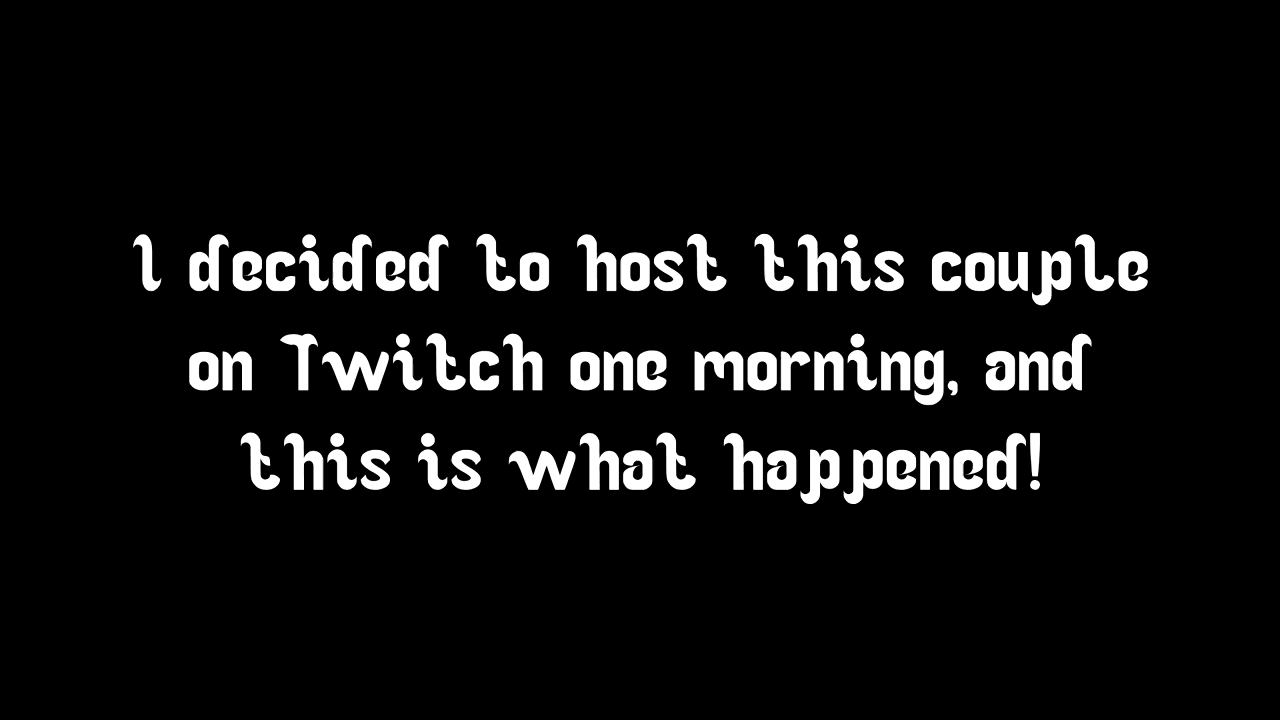 I decided to host this couple
on Twitch one morning, and
this is what happened!